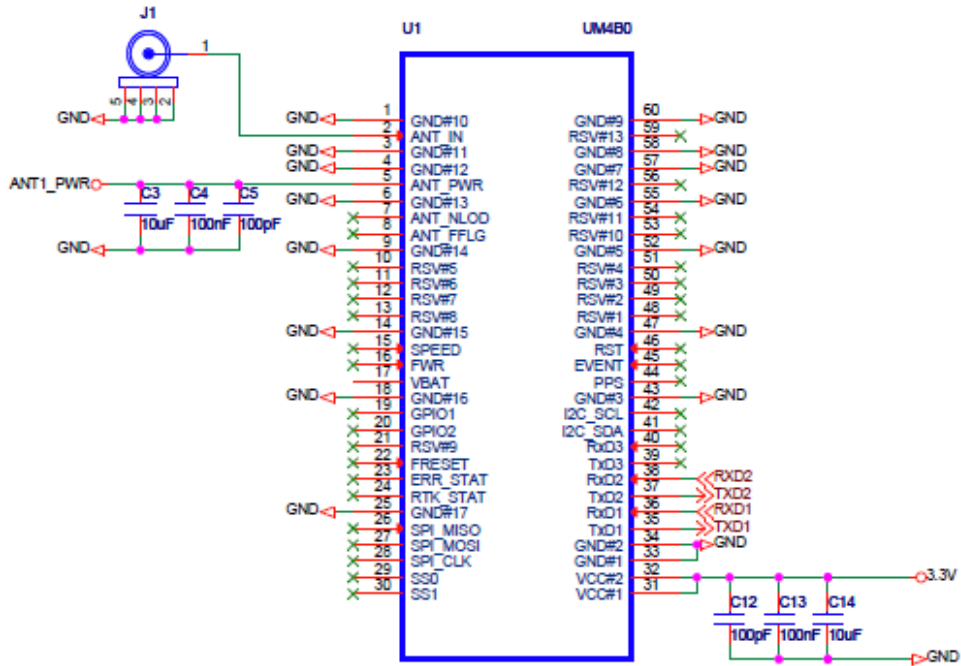 J1
U1 UM4B0
1
5 4 3 2
GND
GND 1 GND#10
2 ANT_IN
GND 3 GND#11
GND 4 GND#12
ANT1_PWR 5 ANT_PWR
GND 6 GND#13
7 ANT_NLOD
8 ANT_FFLG
GND 9 GND#14
10 RSV#5
11 RSV#6
12 RSV#7
13 RSV#8
GND 14 GND#15
15 SPEED
16 FWR
17 VBAT
GND 18 GND#16
19 GPIO1
20 GPIO2
21 RSV#9
22 FRESET
23 ERR_STAT
24 RTK_STAT
GND 25 GND#17
26 SPI_MISO
27 SPI_MOSI
28 SPI_CLK
29 SS0
30 SS1
C3 C4 C5
10uF 100nF 100pF
GND
GND#9 60 GND
RSV#13 59
GND#8 58 GND
GND#7 57 GND
RSV#12 56
GND#6 55 GND
RSV#11 54
RSV#10 53
GND#5 52 GND
RSV#4 51
RSV#3 50
RSV#2 49
RSV#1 48
GND#4 47 GND
RST 46
EVENT 45
PPS 44
GND#3 43 GND
I2C_SCL 42
I2C_SDA 41
RxD3 40
TxD3 39
RxD2 38 RXD2
TxD2 37 TXD2
RxD1 36 RXD1
TxD1 35 TXD1
GND#2 34 GND
GND#1 33
VCC#2 32 3.3V
VCC#1 31
C12 C13 C14
100pF 100nF 10uF
GND